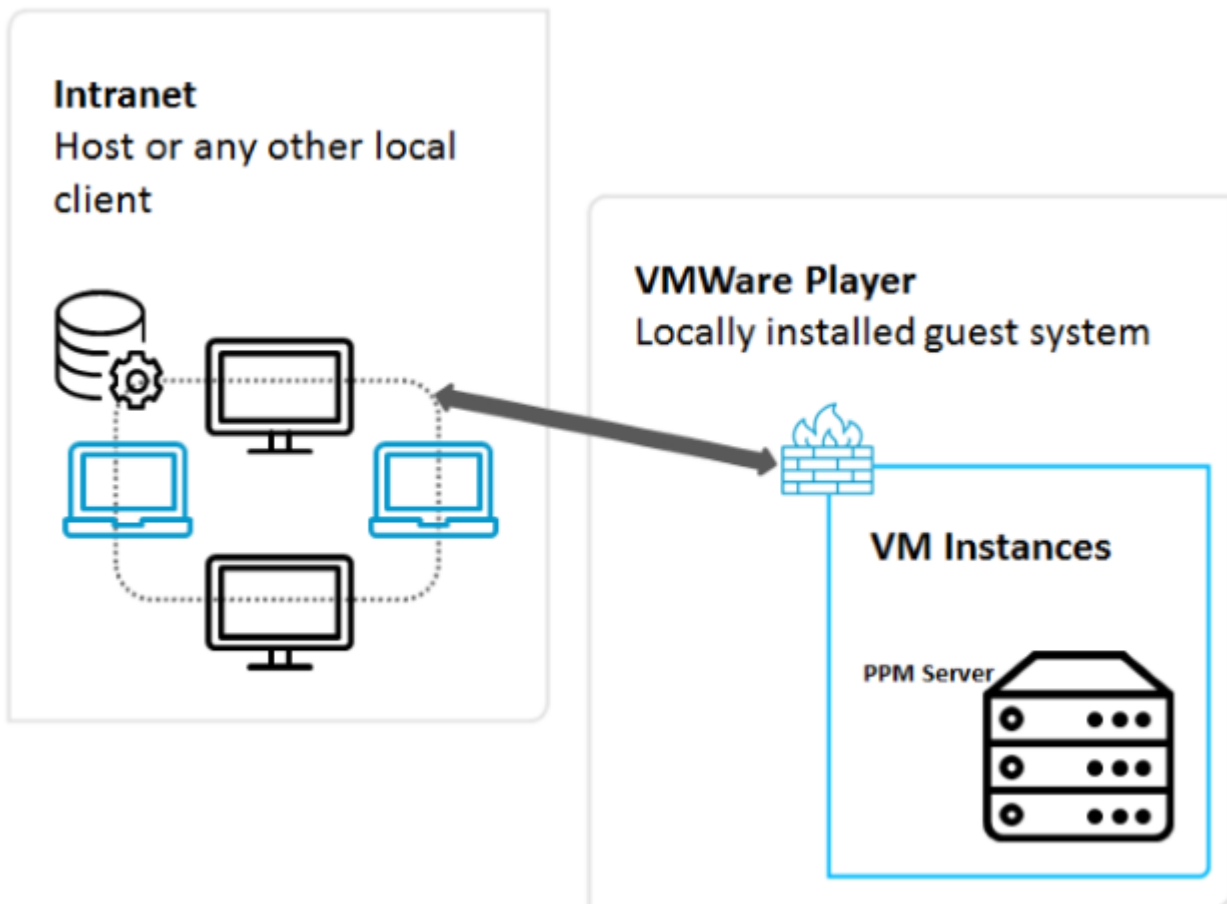 Intranet
Host or any other local
client
VMWare Player
Locally installed guest system
VM Instances
PPM Server